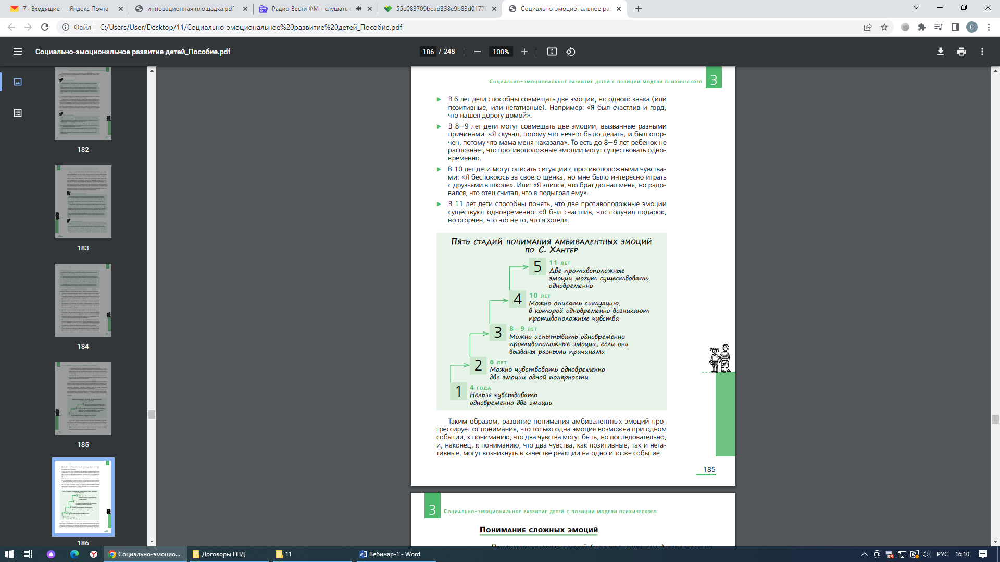 7 · Входящие — Яндекс Почта
инновационная площадка.pdf
Радио Вести ФМ - слушать
55e083709bead338e9b83d0177
Социально-эмоциональное ра
Файл
C:/Users/User/Desktop/11/Социально-эмоциональное%20развитие%20детей_Пособие.pdf
C
Социально-эмоциональное развитие детей_Пособие.pdf
186 / 248
100%
182
183
184
185
186
Социально-эмоциональное развитие детей с позиции модели психического
3
В 6 лет дети способны совмещать две эмоции, но одного знака (или
позитивные, или негативные). Например: «Я был счастлив и горд,
что нашел дорогу домой».
В 8—9 лет дети могут совмещать две эмоции, вызванные разными
причинами: «Я скучал, потому что нечего было делать, и был огор-
чен, потому что мама меня наказала». То есть до 8—9 лет ребенок не
распознает, что противоположные эмоции могут существовать одно-
временно.
В 10 лет дети могут описать ситуации с противоположными чувства-
ми: «Я беспокоюсь за своего щенка, но мне было интересно играть
с друзьями в школе». Или: «Я злился, что брат догнал меня, но радо-
вался, что отец считал, что я подыграл ему».
В 11 лет дети способны понять, что две противоположные эмоции
существуют одновременно: «Я был счастлив, что получил подарок,
но огорчен, что это не то, что я хотел».
Пять стадий понимания амбивалентных эмоций
по С. Хантер
5
11 лет
Две противоположные
эмоции могут существовать
одновременно
4
10 лет
Можно описать ситуацию,
в которой одновременно возникают
противоположные чувства
3
8—9 лет
Можно испытывать одновременно
противоположные эмоции, если они
вызваны разными причинами
2
6 лет
Можно чувствовать одновременно
две эмоции одной полярности
1
4 года
Нельзя чувствовать
одновременно две эмоции
Таким образом, развитие понимания амбивалентных эмоций про-
грессирует от понимания, что только одна эмоция возможна при одном
событии, к пониманию, что два чувства могут быть, но последовательно,
и, наконец, к пониманию, что два чувства, как позитивные, так и нега-
тивные, могут возникнуть в качестве реакции на одно и то же событие.
185
3
Социально-эмоциональное развитие детей с позиции модели психического
Понимание сложных эмоций
Социально-эмоцио...
Договоры ГПД
11
Вебинар-1 - Word
РУС
16:10